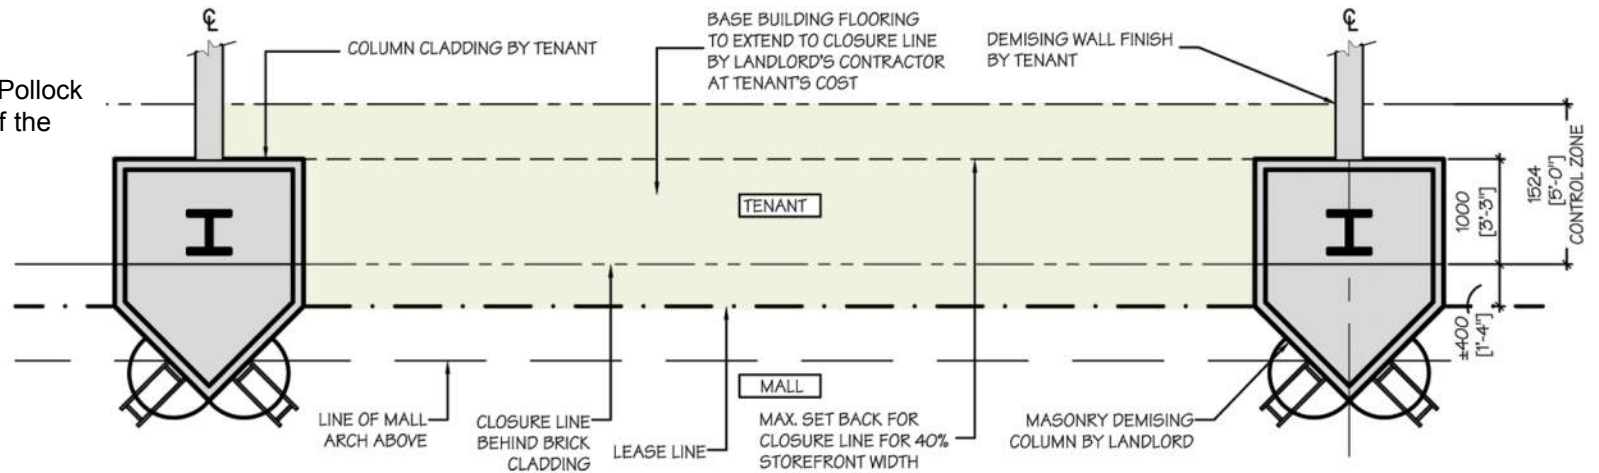 Pollock
f the
℄
COLUMN CLADDING BY TENANT
BASE BUILDING FLOORING
TO EXTEND TO CLOSURE LINE
BY LANDLORD'S CONTRACTOR
AT TENANT'S COST
DEMISING WALL FINISH
BY TENANT
℄
TENANT
1000
[3'-3"]
1524
[5'-0"]
CONTROL ZONE
±400
[1'-4"]
MALL
LINE OF MALL
ARCH ABOVE
CLOSURE LINE
BEHIND BRICK
CLADDING
LEASE LINE
MAX. SET BACK FOR
CLOSURE LINE FOR 40%
STOREFRONT WIDTH
MASONRY DEMISING
COLUMN BY LANDLORD